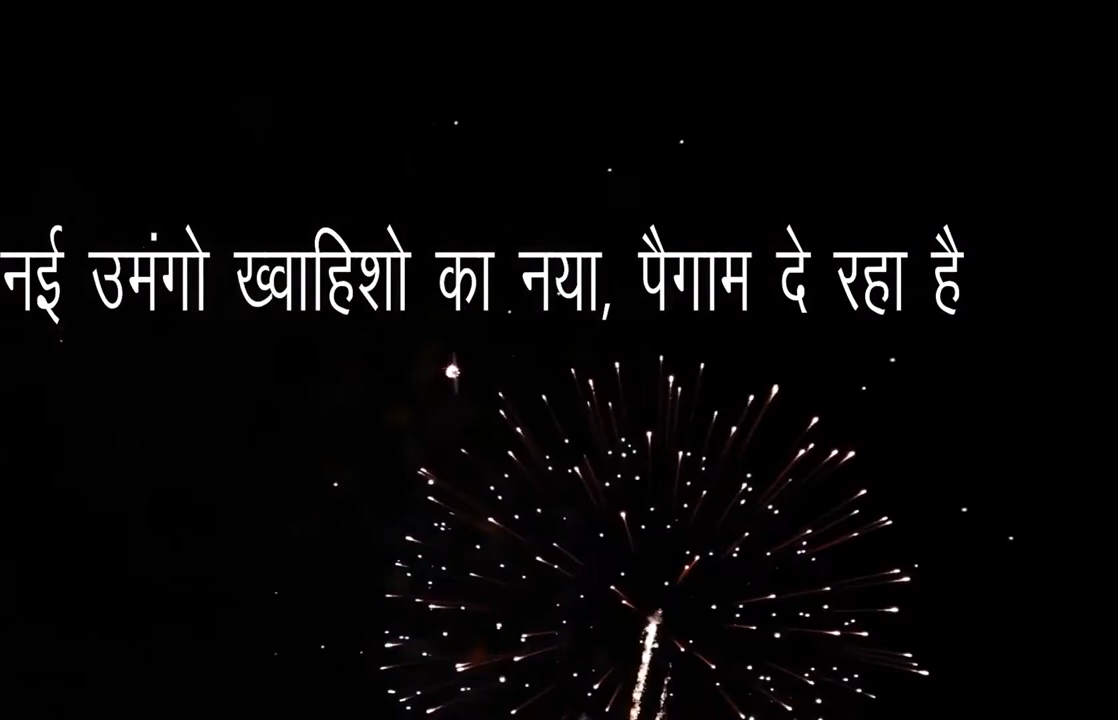 नई उमंगो ख्वाहिशो का नया, पैगाम दे रहा है